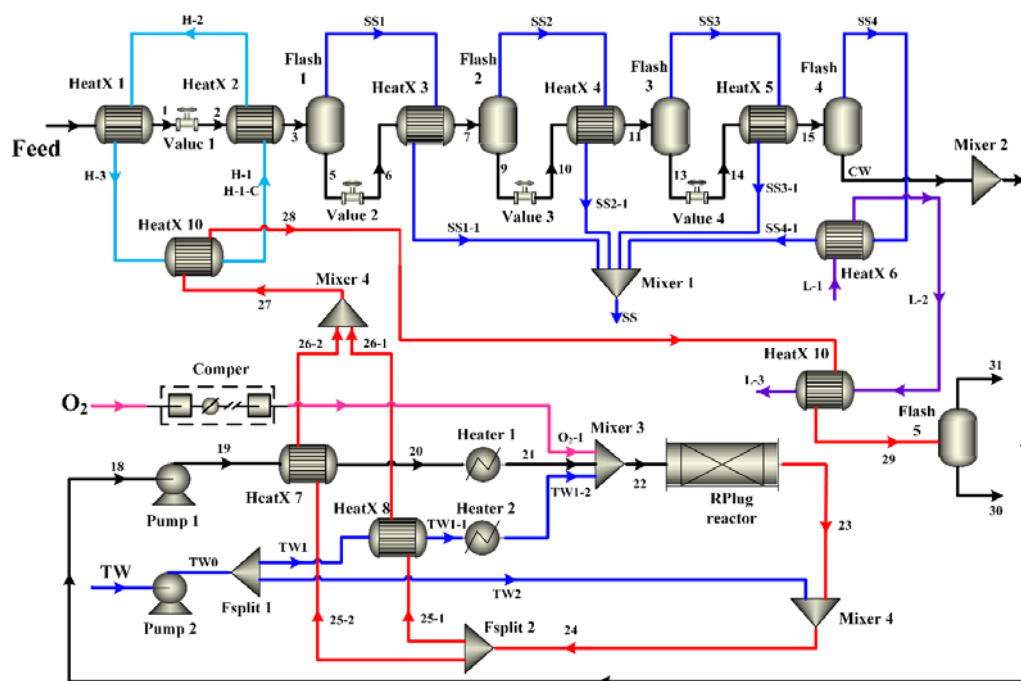 H-2
SS1
SS2
SS3
SS4
HeatX 1
HeatX 2
Flash 1
HeatX 3
Flash 2
HeatX 4
Flash 3
HeatX 5
Flash 4
Feed
1
2
3
Value 1
5
6
7
9
10
11
13
14
15
Value 2
Value 3
Value 4
CW
Mixer 2
H-3
H-1
H-1-C
HeatX 10
28
SS1-1
SS2-1
SS3-1
SS4-1
Mixer 1
SS
HeatX 6
L-1
L-2
27
Mixer 4
26-2
26-1
Comper
O₂
HeatX 10
L-3
31
Flash 5
29
30
18
19
Pump 1
HeatX 7
20
Heater 1
21
O₂-1
Mixer 3
22
RPlug reactor
HeatX 8
TW1-1
Heater 2
TW1-2
23
TW
TW0
Pump 2
Fsplit 1
TW1
TW2
25-2
25-1
Fsplit 2
24
Mixer 4